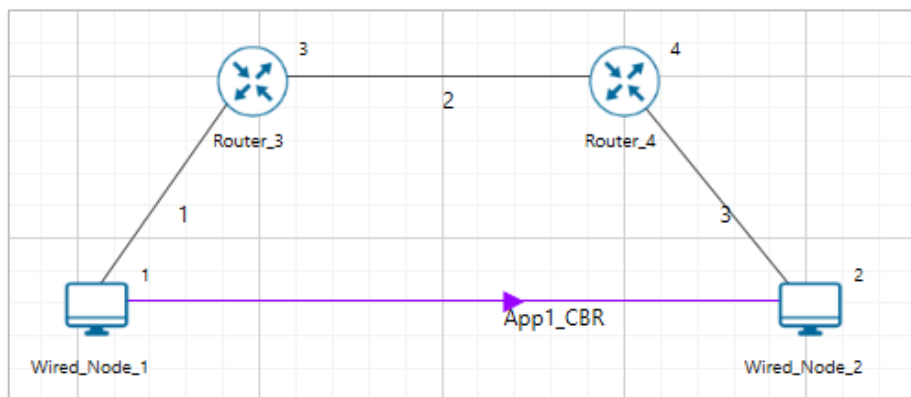 3
4
2
Router_3
Router_4
1
3
1
2
App1_CBR
Wired_Node_1
Wired_Node_2